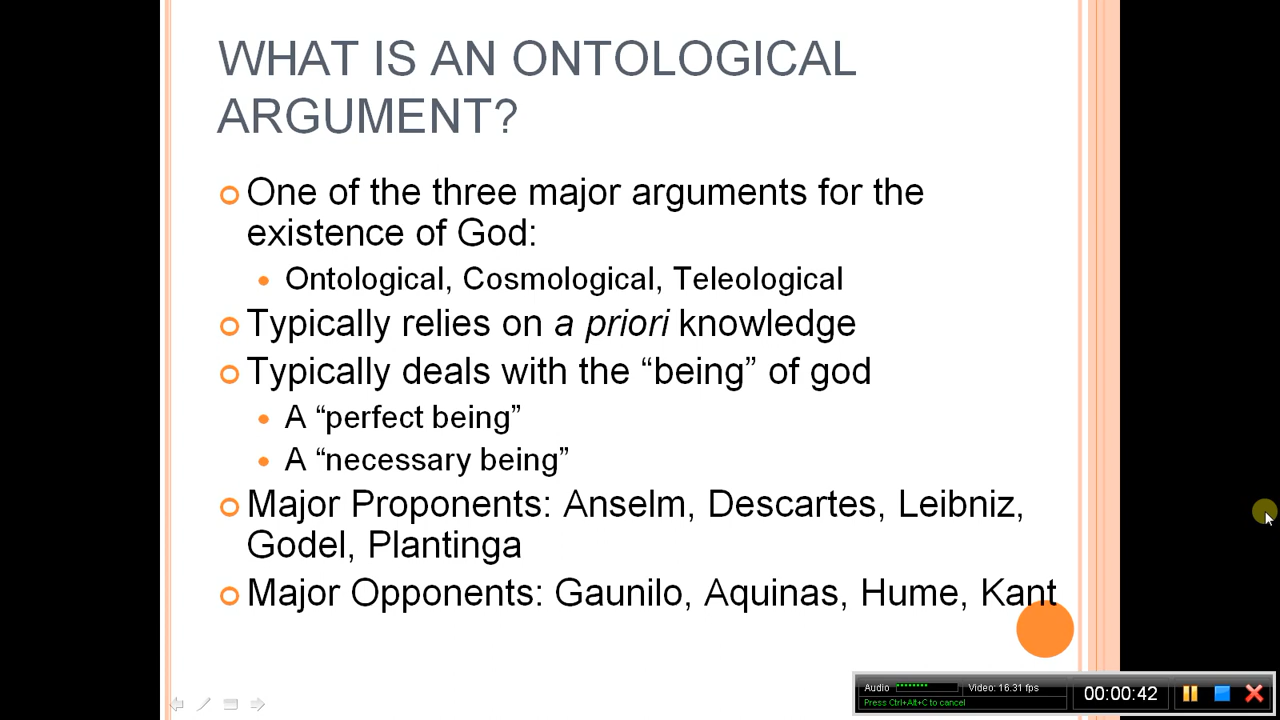 WHAT IS AN ONTOLOGICAL
ARGUMENT?
One of the three major arguments for the
existence of God:
Ontological, Cosmological, Teleological
Typically relies on a priori knowledge
Typically deals with the “being” of god
A “perfect being”
A “necessary being”
Major Proponents: Anselm, Descartes, Leibniz,
Godel, Plantinga
Major Opponents: Gaunilo, Aquinas, Hume, Kant
Audio Video: 16.31 fps
Press Ctrl+Alt+C to cancel
00:00:42